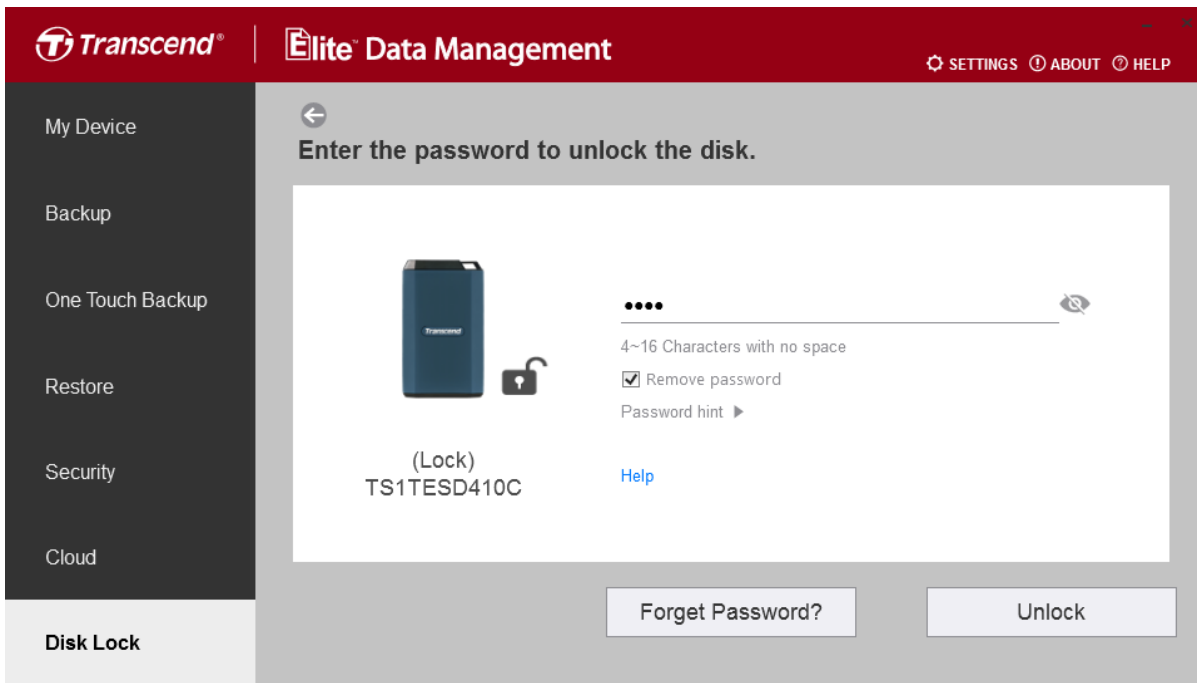 Transcend®
Elite™ Data Management
SETTINGS ABOUT HELP
My Device
Backup
One Touch Backup
Restore
Security
Cloud
Disk Lock
Enter the password to unlock the disk.
Transcend
(Lock)
TS1TESD410C
••••
4~16 Characters with no space
Remove password
Password hint
Help
Forget Password?
Unlock